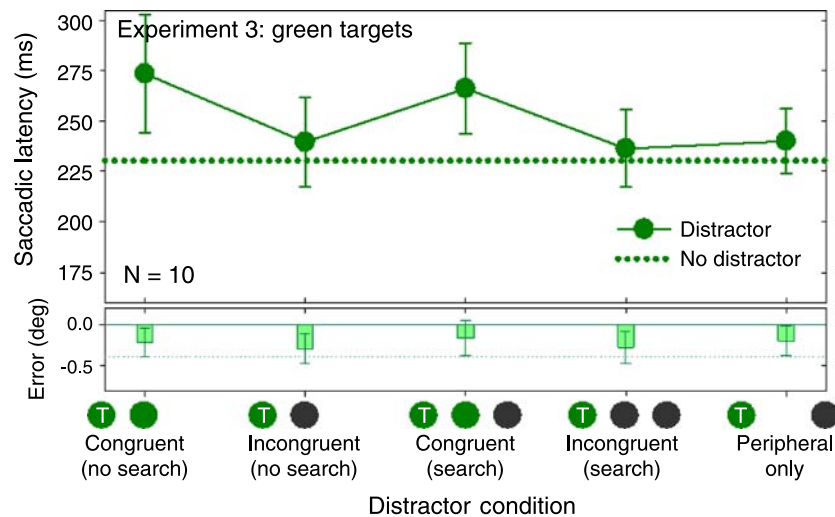 Experiment 3: green targets
Saccadic latency (ms)
300
275
250
225
200
175
Distractor
No distractor
N = 10
Error (deg)
0.0
-0.5
T
T
T
T
T
Congruent
(no search)
Incongruent
(no search)
Congruent
(search)
Incongruent
(search)
Peripheral
only
Distractor condition